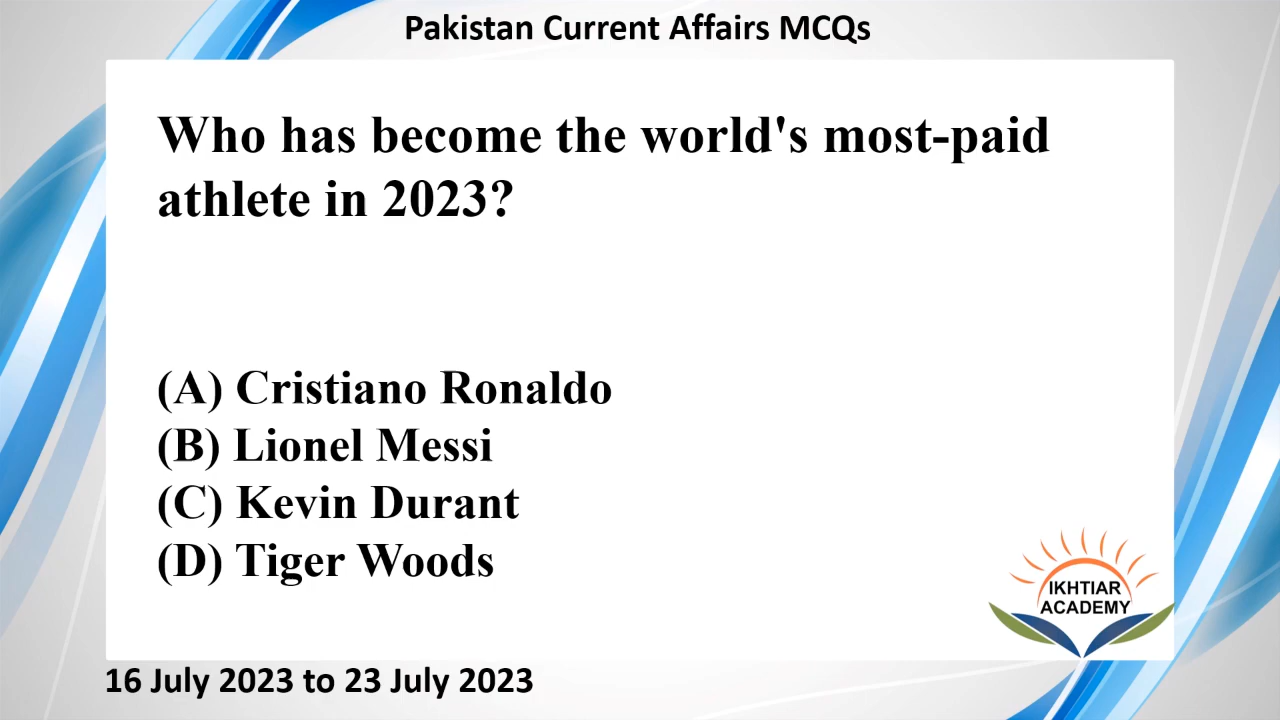 Pakistan Current Affairs MCQs
Who has become the world's most-paid
athlete in 2023?
(A) Cristiano Ronaldo
(B) Lionel Messi
(C) Kevin Durant
(D) Tiger Woods
IKHTIAR
ACADEMY
16 July 2023 to 23 July 2023